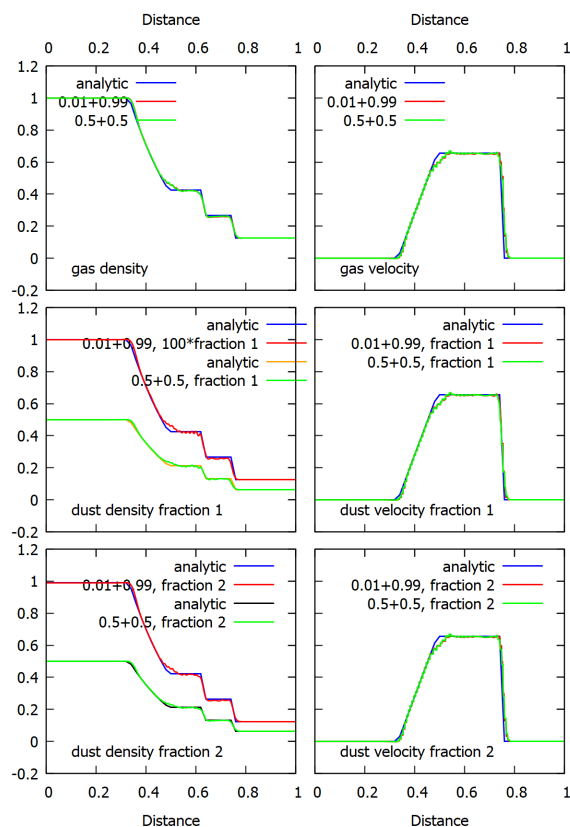 Distance Distance
0 0.2 0.4 0.6 0.8 1 0 0.2 0.4 0.6 0.8 1
1.2
1
0.8
0.6
0.4
0.2
0
-0.2
analytic
0.01+0.99
0.5+0.5
gas density
analytic
0.01+0.99
0.5+0.5
gas velocity
1.2
1
0.8
0.6
0.4
0.2
0
-0.2
analytic
0.01+0.99, 100*fraction 1
analytic
0.5+0.5, fraction 1
dust density fraction 1
analytic
0.01+0.99, fraction 1
0.5+0.5, fraction 1
dust velocity fraction 1
1.2
1
0.8
0.6
0.4
0.2
0
-0.2
analytic
0.01+0.99, fraction 2
analytic
0.5+0.5, fraction 2
dust density fraction 2
analytic
0.01+0.99, fraction 2
0.5+0.5, fraction 2
dust velocity fraction 2
0 0.2 0.4 0.6 0.8 1 0 0.2 0.4 0.6 0.8 1
Distance Distance